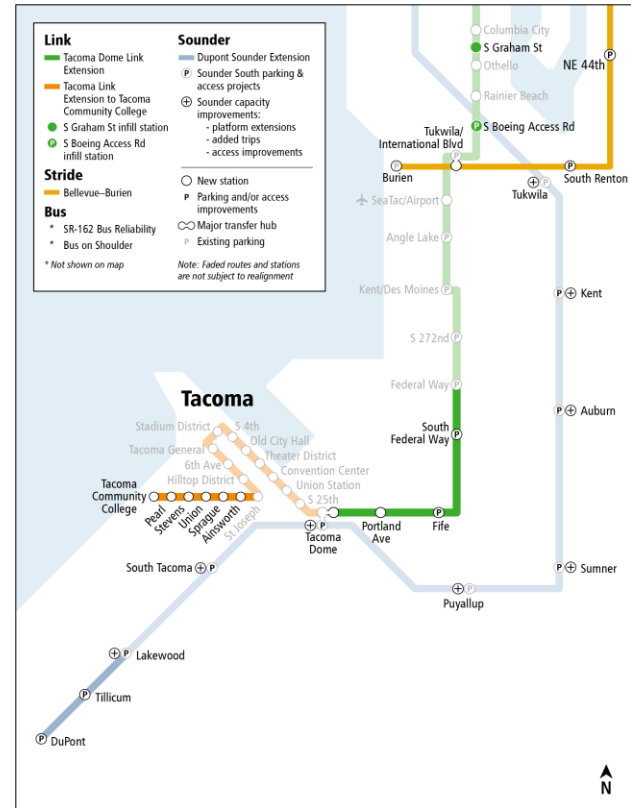 Link
Tacoma Dome Link
Extension
Tacoma Link
Extension to Tacoma
Community College
S Graham St infill station
P
S Boeing Access Rd
infill station
Stride
Bellevue–Burien
Bus
* SR-162 Bus Reliability
* Bus on Shoulder
* Not shown on map
Sounder
Dupont Sounder Extension
P
Sounder South parking &
access projects
Sounder capacity
improvements:
- platform extensions
- added trips
- access improvements
New station
P
Parking and/or access
improvements
Major transfer hub
P
Existing parking
Note: Faded routes and stations
are not subject to realignment
Columbia City
S Graham St
Othello
NE 44th
P
Rainier Beach
P
S Boeing Access Rd
Tukwila/
International Blvd
P
P
Burien
P
South Renton
P
Tukwila
SeaTac/Airport
Angle Lake
P
Kent/Des Moines
P
P
Kent
S 272nd
P
Federal Way
P
Tacoma
Stadium District
S 4th
Old City Hall
Tacoma General
Theater District
6th Ave
Convention Center
Hilltop District
Union Station
S 25th
South
Federal Way
P
P
Auburn
Tacoma
Community
College
Pearl
Stevens
Union
Sprague
Ainsworth
St Joseph
P
Tacoma
Dome
Portland
Ave
P
Fife
South Tacoma
P
P
Sumner
P
Puyallup
P
Lakewood
P
Tillicum
P
DuPont
N